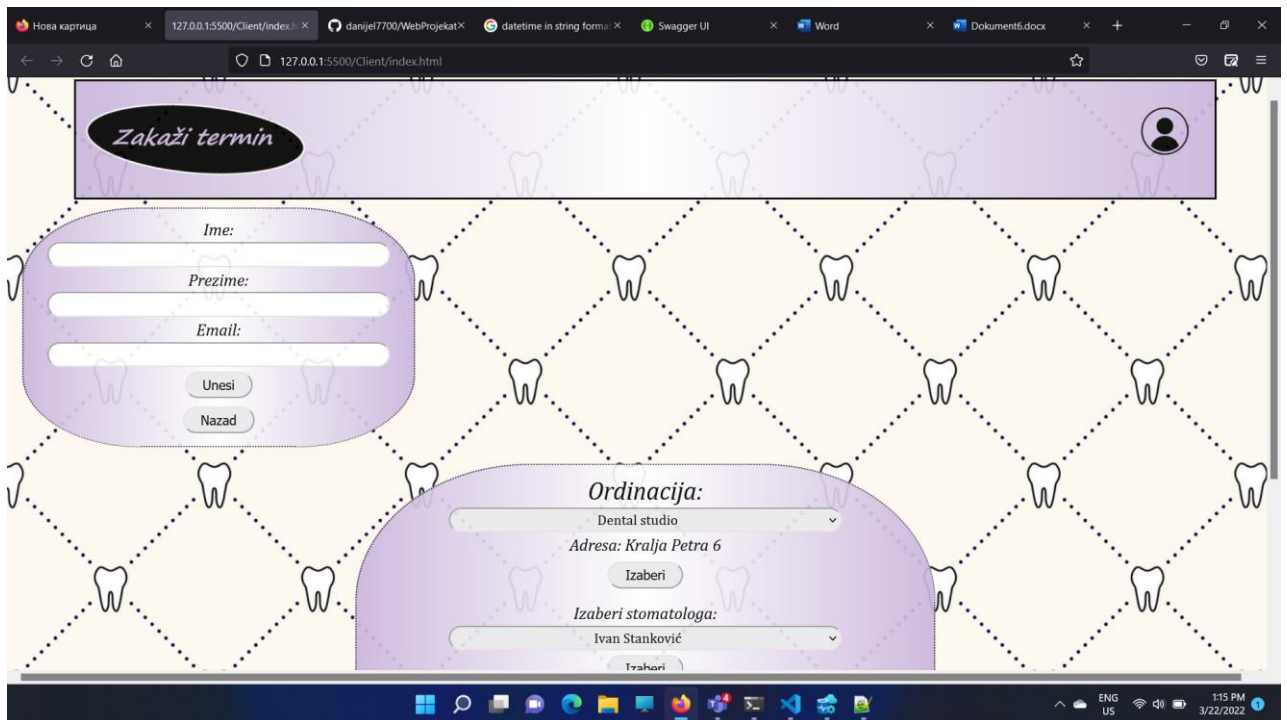 Нова картица
127.0.0.1:5500/Client/index.h
danijel7700/WebProjekat
datetime in string format
Swagger UI
Word
Dokument6.docx
127.0.0.1:5500/Client/index.html
Zakaži termin
Ime:
Prezime:
Email:
Unesi
Nazad
Ordinacija:
Dental studio
Adresa: Kralja Petra 6
Izaberi
Izaberi stomatologa:
Ivan Stanković
Izaberi
ENG
US
1:15 PM
3/22/2022